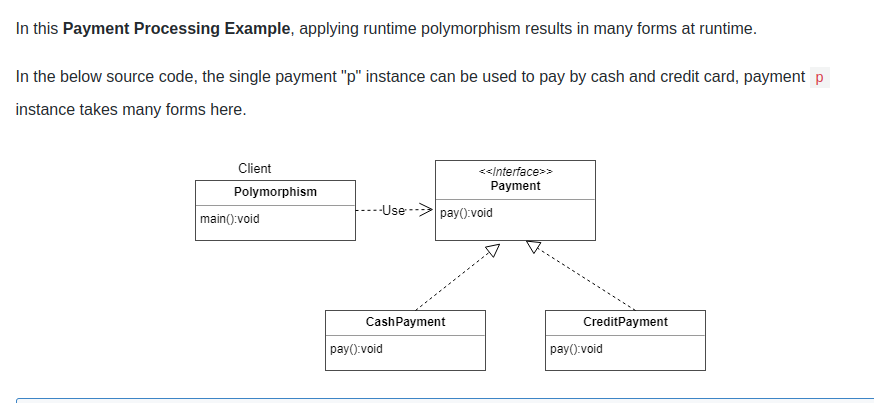 In this Payment Processing Example, applying runtime polymorphism results in many forms at runtime.
In the below source code, the single payment "p" instance can be used to pay by cash and credit card, payment p
instance takes many forms here.
Client
Polymorphism
main():void
Use
<<Interface>>
Payment
pay():void
CashPayment
pay():void
CreditPayment
pay():void